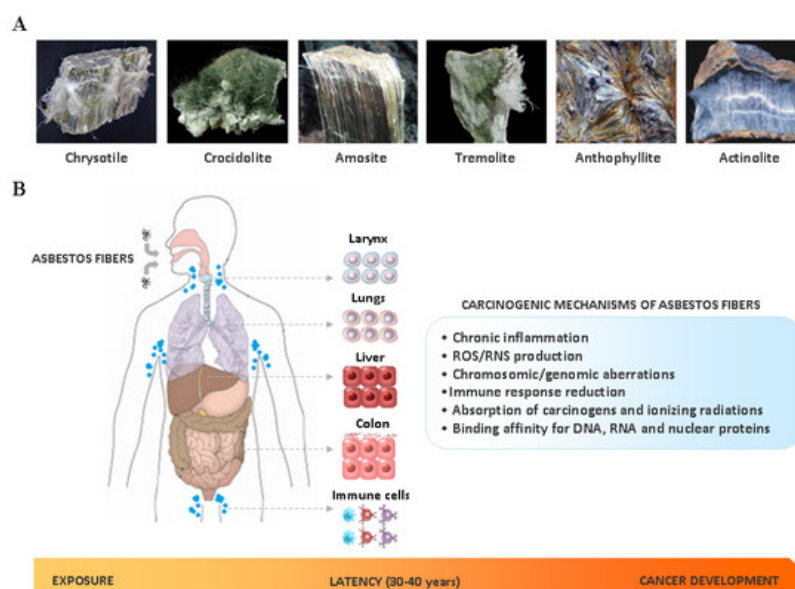 A
Chrysotile
Crocidolite
Amosite
Tremolite
Anthophyllite
Actinolite
B
ASBESTOS FIBERS
Larynx
Lungs
Liver
Colon
Immune cells
CARCINOGENIC MECHANISMS OF ASBESTOS FIBERS
• Chronic inflammation
• ROS/RNS production
• Chromosomic/genomic aberrations
•Immune response reduction
• Absorption of carcinogens and ionizing radiations
• Binding affinity for DNA, RNA and nuclear proteins
EXPOSURE
LATENCY (30-40 years)
CANCER DEVELOPMENT